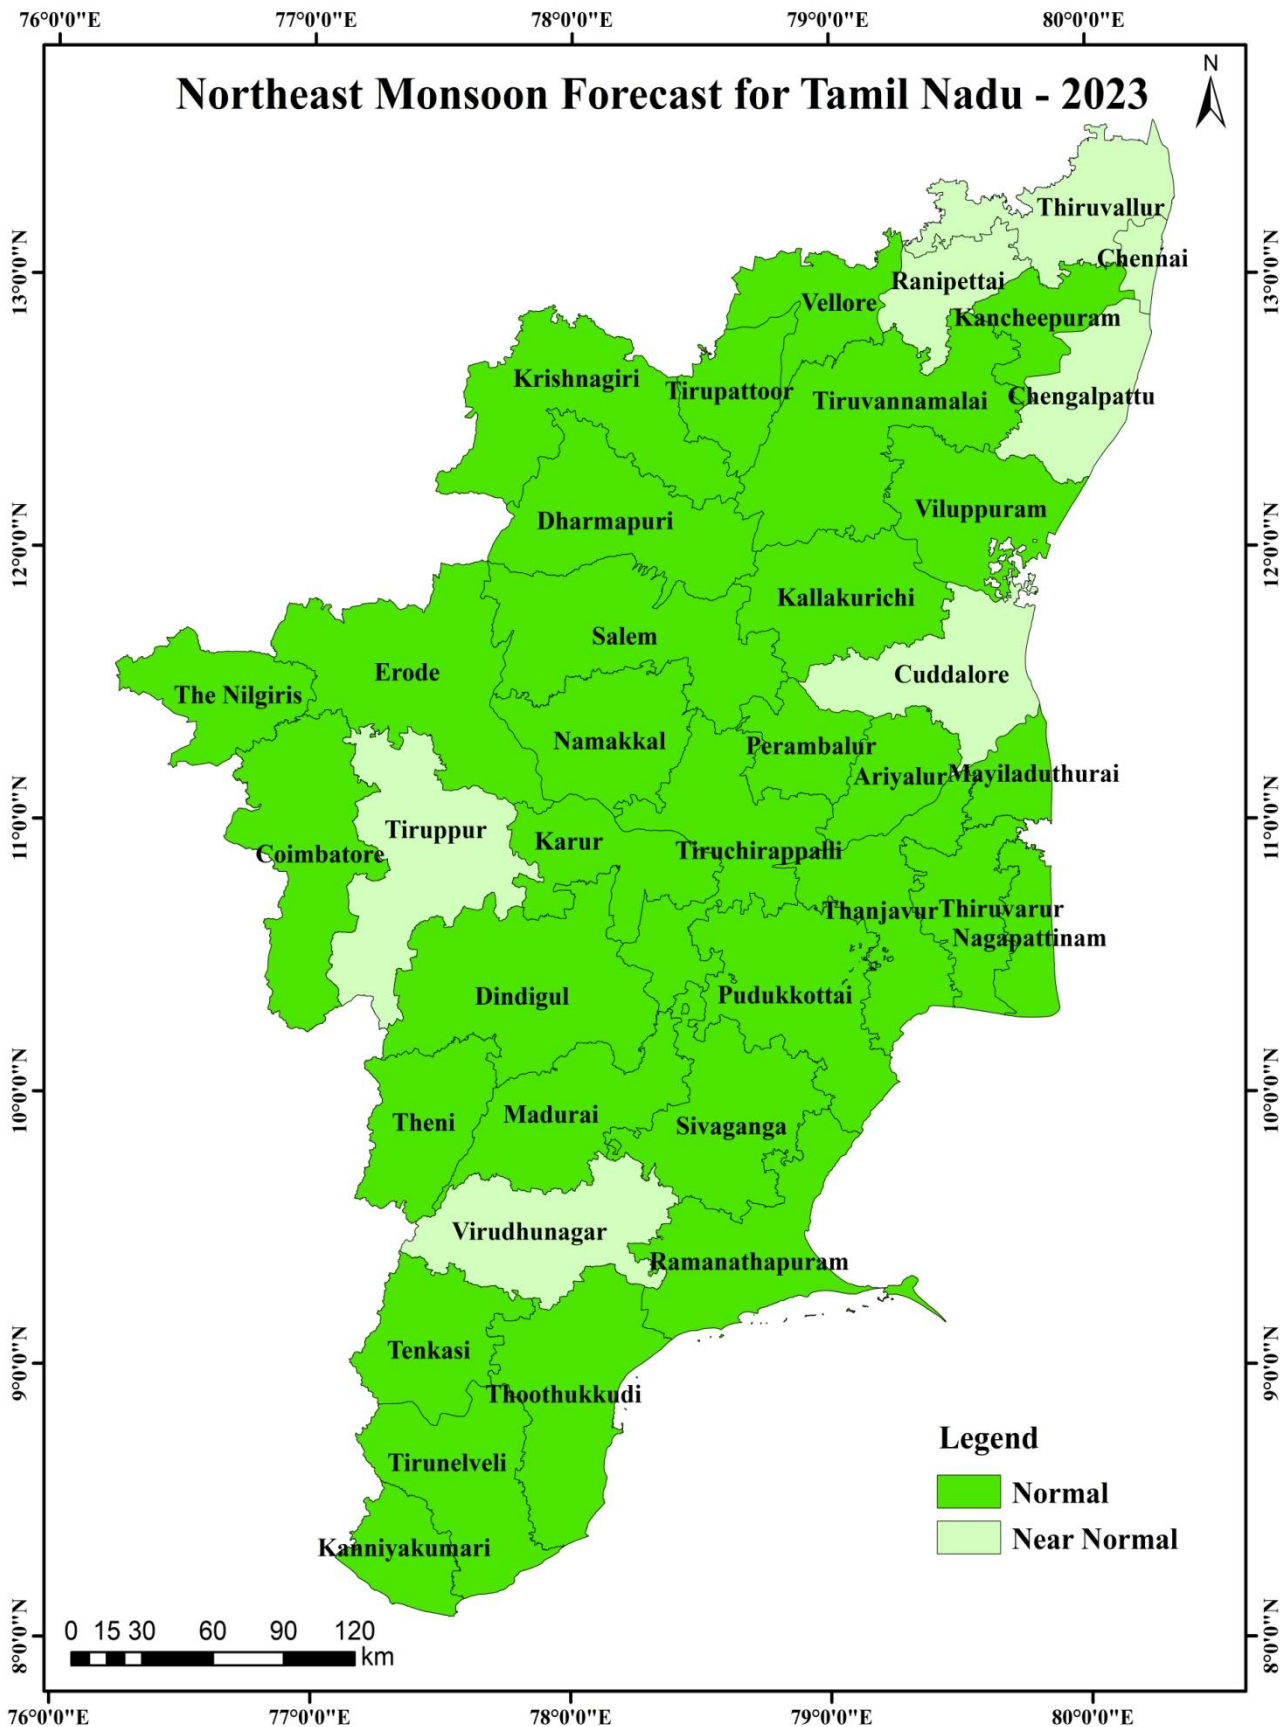 76°0'0"E 77°0'0"E 78°0'0"E 79°0'0"E 80°0'0"E
Northeast Monsoon Forecast for Tamil Nadu - 2023
N
Thiruvallur
Chennai
13°0'0"N
13°0'0"N
Ranipettai
Vellore
Kancheepuram
Krishnagiri
Tirupattoor
Tiruvannamalai
Chengalpattu
Viluppuram
Dharmapuri
12°0'0"N
12°0'0"N
Kallakurichi
Salem
Erode
Cuddalore
The Nilgiris
Namakkal
Perambalur
Ariyalur
Mayiladuthurai
11°0'0"N
11°0'0"N
Tiruppur
Karur
Coimbatore
Tiruchirappalli
Thanjavur
Thiruvarur
Nagapattinam
Dindigul
Pudukkottai
10°0'0"N
10°0'0"N
Theni
Madurai
Sivaganga
Virudhunagar
Ramanathapuram
Tenkasi
9°0'0"N
9°0'0"N
Thoothukkudi
Tirunelveli
Kanniyakumari
Legend
Normal
Near Normal
0 15 30 60 90 120
km
8°0'0"N
8°0'0"N
76°0'0"E 77°0'0"E 78°0'0"E 79°0'0"E 80°0'0"E